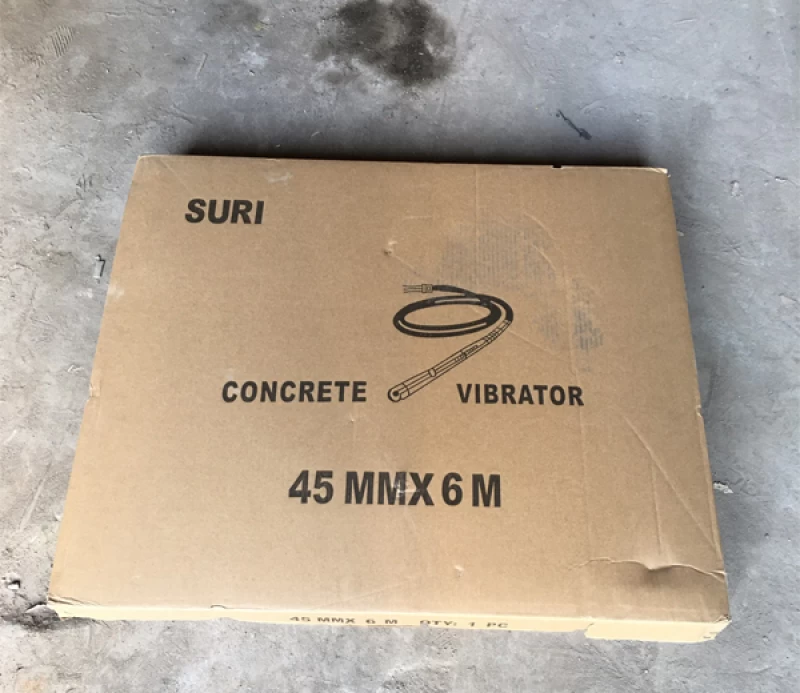 SURI
CONCRETE VIBRATOR
45 MMX 6 M
45 MMX 6 M QTY: 1 PC